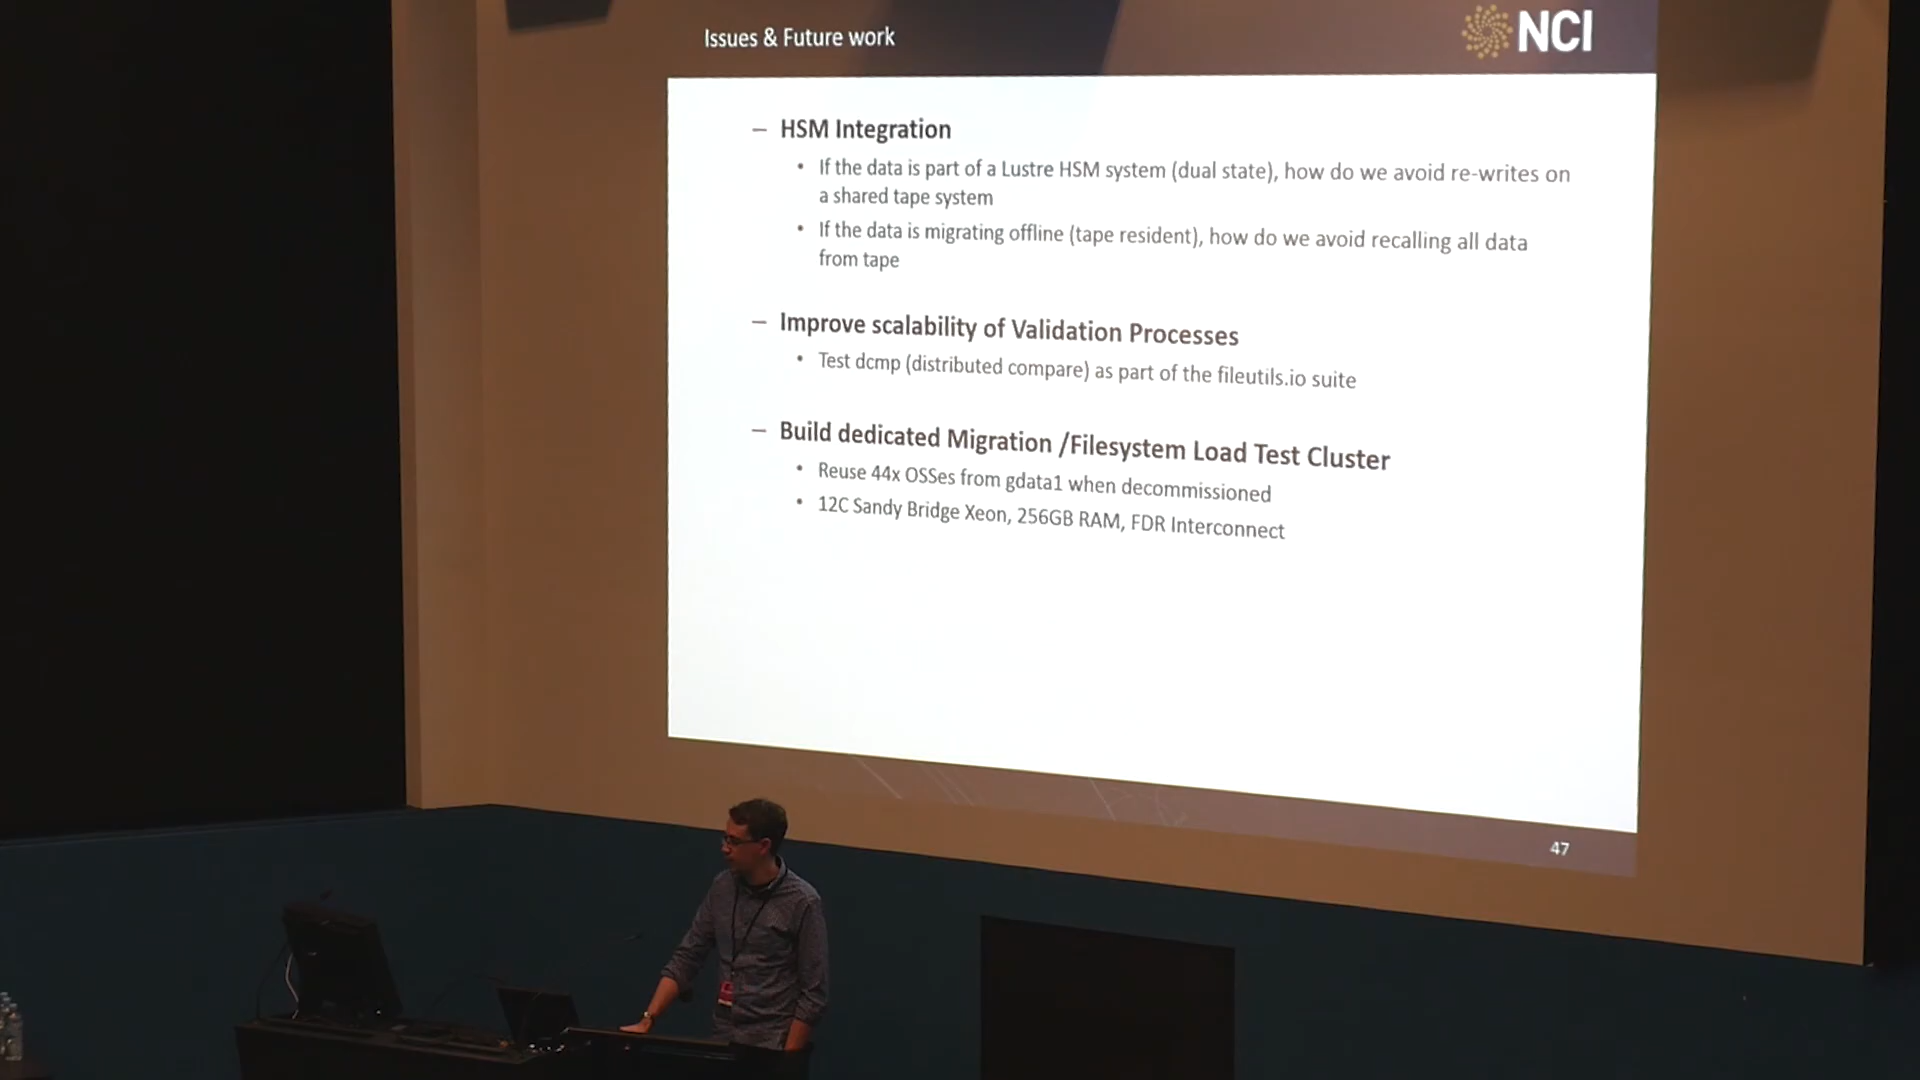 Issues & Future work
NCI
– HSM Integration
• If the data is part of a Lustre HSM system (dual state), how do we avoid re-writes on
a shared tape system
• If the data is migrating offline (tape resident), how do we avoid recalling all data
from tape
– Improve scalability of Validation Processes
• Test dcmp (distributed compare) as part of the fileutils.io suite
– Build dedicated Migration /Filesystem Load Test Cluster
• Reuse 44x OSSes from gdata1 when decommissioned
• 12C Sandy Bridge Xeon, 256GB RAM, FDR Interconnect
47